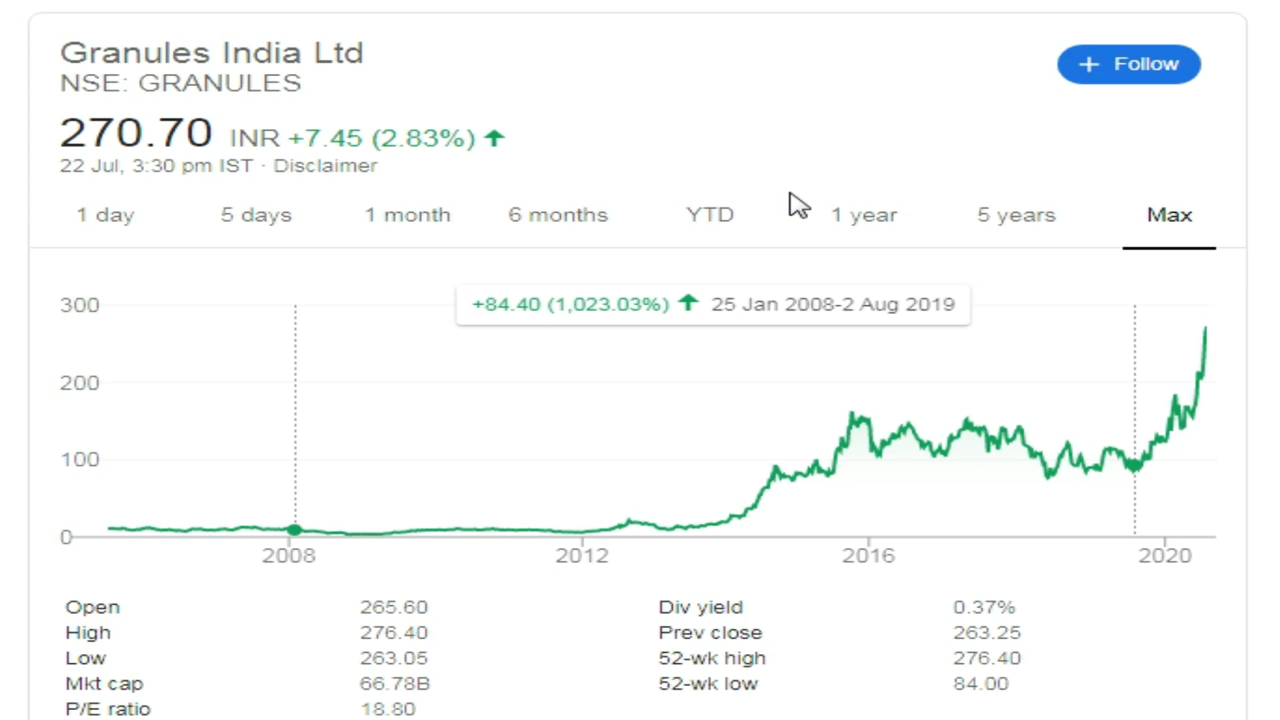 Granules India Ltd
NSE: GRANULES
+ Follow
270.70 INR +7.45 (2.83%)
22 Jul, 3:30 pm IST · Disclaimer
1 day 5 days 1 month 6 months YTD 1 year 5 years Max
+84.40 (1,023.03%) 25 Jan 2008-2 Aug 2019
300
200
100
0
2008 2012 2016 2020
Open 265.60 Div yield 0.37%
High 276.40 Prev close 263.25
Low 263.05 52-wk high 276.40
Mkt cap 66.78B 52-wk low 84.00
P/E ratio 18.80